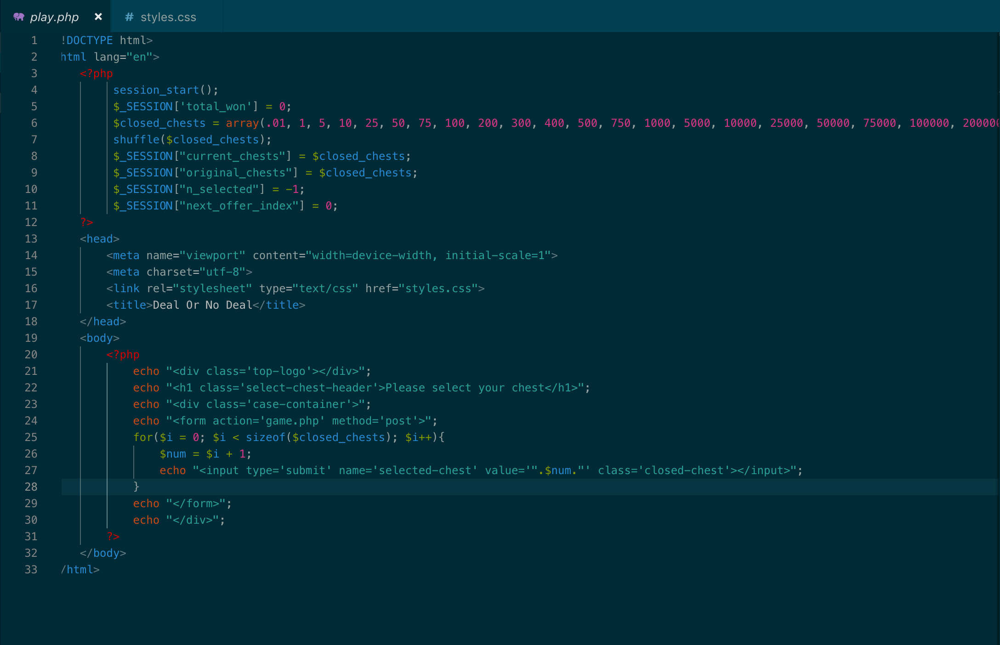 play.php × # styles.css
1 !DOCTYPE html>
2 html lang="en">
3 <?php
4 session_start();
5 $_SESSION['total_won'] = 0;
6 $closed_chests = array(.01, 1, 5, 10, 25, 50, 75, 100, 200, 300, 400, 500, 750, 1000, 5000, 10000, 25000, 50000, 75000, 100000, 200000
7 shuffle($closed_chests);
8 $_SESSION["current_chests"] = $closed_chests;
9 $_SESSION["original_chests"] = $closed_chests;
10 $_SESSION["n_selected"] = -1;
11 $_SESSION["next_offer_index"] = 0;
12 ?>
13 <head>
14 <meta name="viewport" content="width=device-width, initial-scale=1">
15 <meta charset="utf-8">
16 <link rel="stylesheet" type="text/css" href="styles.css">
17 <title>Deal Or No Deal</title>
18 </head>
19 <body>
20 <?php
21 echo "<div class='top-logo'></div>";
22 echo "<h1 class='select-chest-header'>Please select your chest</h1>";
23 echo "<div class='case-container'>";
24 echo "<form action='game.php' method='post'>";
25 for($i = 0; $i < sizeof($closed_chests); $i++){
26 $num = $i + 1;
27 echo "<input type='submit' name='selected-chest' value='".$num."' class='closed-chest'></input>";
28 }
29 echo "</form>";
30 echo "</div>";
31 ?>
32 </body>
33 /html>